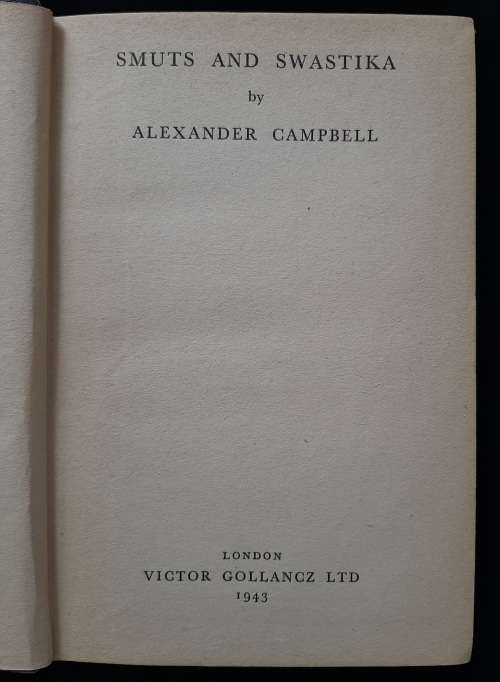 SMUTS AND SWASTIKA
by
ALEXANDER CAMPBELL
LONDON
VICTOR GOLLANCZ LTD
1943